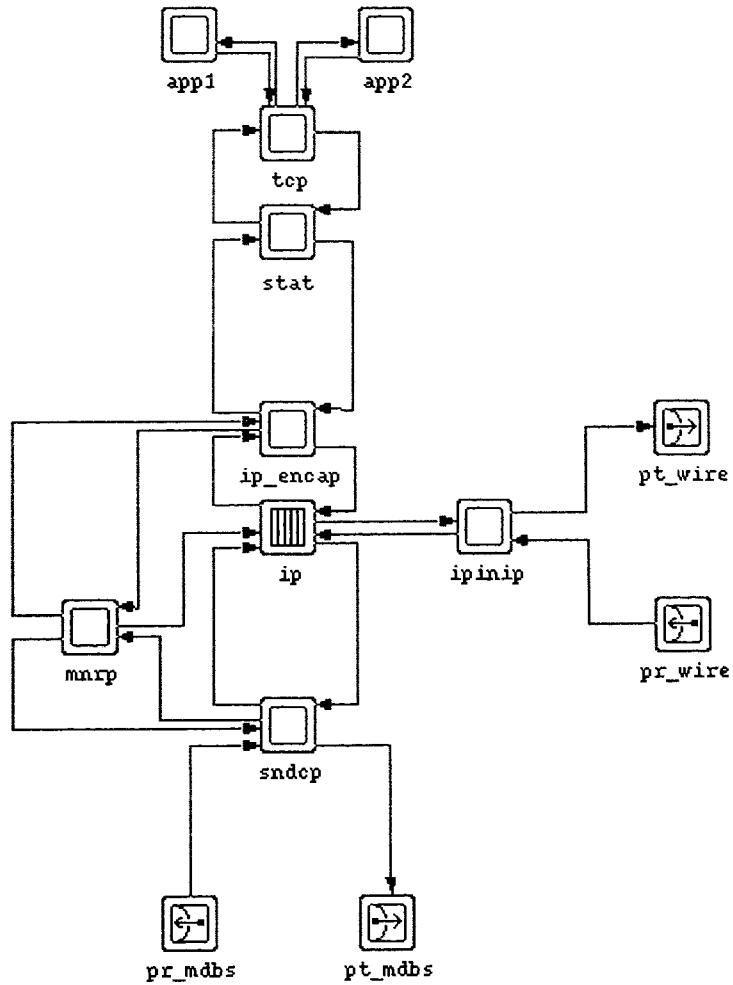 app1
app2
tcp
stat
ip_encap
pt_wire
ip
ipinip
mnrp
pr_wire
sndcp
pr_mdbs
pt_mdbs